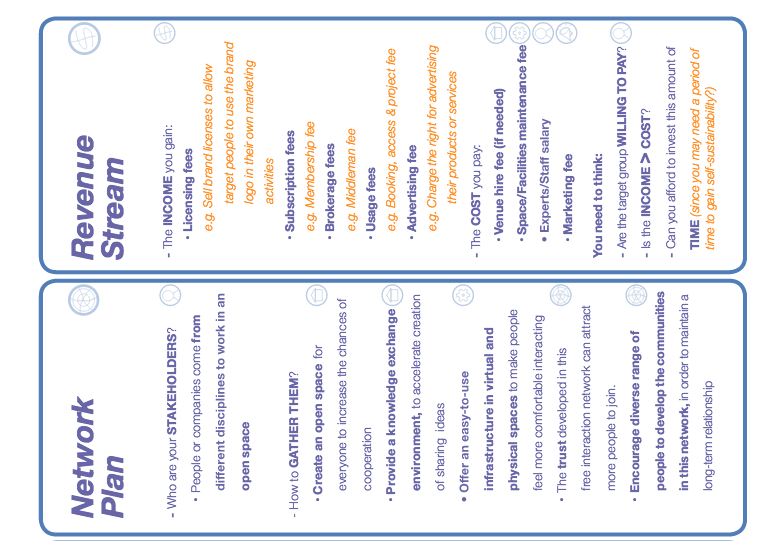 Network
Plan
- Who are your STAKEHOLDERS?
• People or companies come from
different disciplines to work in an
open space
- How to GATHER THEM?
• Create an open space for
everyone to increase the chances of
cooperation
• Provide a knowledge exchange
environment, to accelerate creation
of sharing ideas
• Offer an easy-to-use
infrastructure in virtual and
physical spaces to make people
feel more comfortable interacting
• The trust developed in this
free interaction network can attract
more people to join.
• Encourage diverse range of
people to develop the communities
in this network, in order to maintain a
long-term relationship
Revenue
Stream
- The INCOME you gain:
• Licensing fees
e.g. Sell brand licenses to allow
target people to use the brand
logo in their own marketing
activities
• Subscription fees
e.g. Membership fee
• Brokerage fees
e.g. Middleman fee
• Usage fees
e.g. Booking, access & project fee
• Advertising fee
e.g. Charge the right for advertising
their products or services
- The COST you pay:
• Venue hire fee (if needed)
• Space/Facilities maintenance fee
• Experts/Staff salary
• Marketing fee
You need to think:
- Are the target group WILLING TO PAY?
- Is the INCOME > COST?
- Can you afford to invest this amount of
TIME (since you may need a period of
time to gain self-sustainability?)